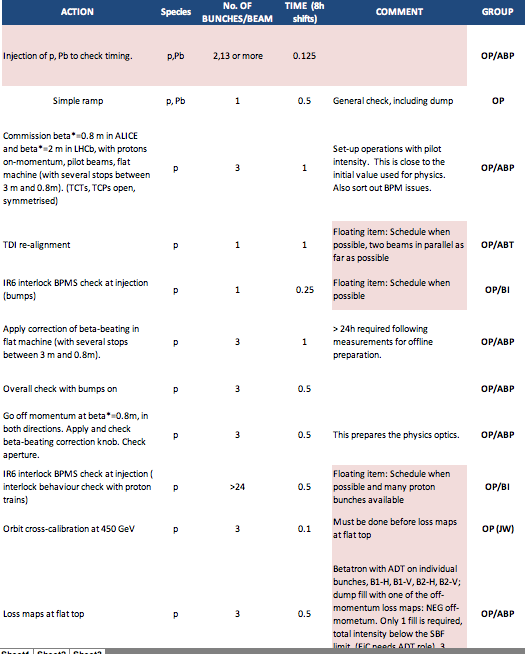 ACTION Species No. OF BUNCHES/BEAM TIME (8h shifts) COMMENT GROUP
Injection of p, Pb to check timing. p,Pb 2,13 or more 0.125 OP/ABP
Simple ramp p, Pb 1 0.5 General check, including dump OP
Commission beta*=0.8 m in ALICE
and beta*=2 m in LHCb, with protons
on-momentum, pilot beams, flat
machine (with several stops between
3 m and 0.8m). (TCTs, TCPs open,
symmetrised)
p 3 1
Set-up operations with pilot
intensity. This is close to the
initial value used for physics.
Also sort out BPM issues.
OP/ABP
TDI re-alignment p 1 1
Floating item: Schedule when
possible, two beams in parallel as
far as possible
OP/ABT
IR6 interlock BPMS check at injection
(bumps)
p 1 0.25
Floating item: Schedule when
possible
OP/BI
Apply correction of beta-beating in
flat machine (with several stops
between 3 m and 0.8m).
p 3 1
> 24h required following
measurements for offline
preparation.
OP/ABP
Overall check with bumps on p 3 0.5 OP/ABP
Go off momentum at beta*=0.8m, in
both directions. Apply and check
beta-beating correction knob. Check
aperture.
p 3 0.5 This prepares the physics optics. OP/ABP
IR6 interlock BPMS check at injection (
interlock behaviour check with proton
trains)
p >24 0.5
Floating item: Schedule when
possible and many proton
bunches available
OP/BI
Orbit cross-calibration at 450 GeV p 3 0.1
Must be done before loss maps
at flat top
OP (JW)
Loss maps at flat top p 3 0.5
Betatron with ADT on individual
bunches, B1-H, B1-V, B2-H, B2-V;
dump fill with one of the off-
momentum loss maps: NEG off-
mometum. Only 1 fill is required,
total intensity below the SBF
limit. (EiC needs ADT role). 3
OP/ABP
Sheet1 Sheet2 Sheet3